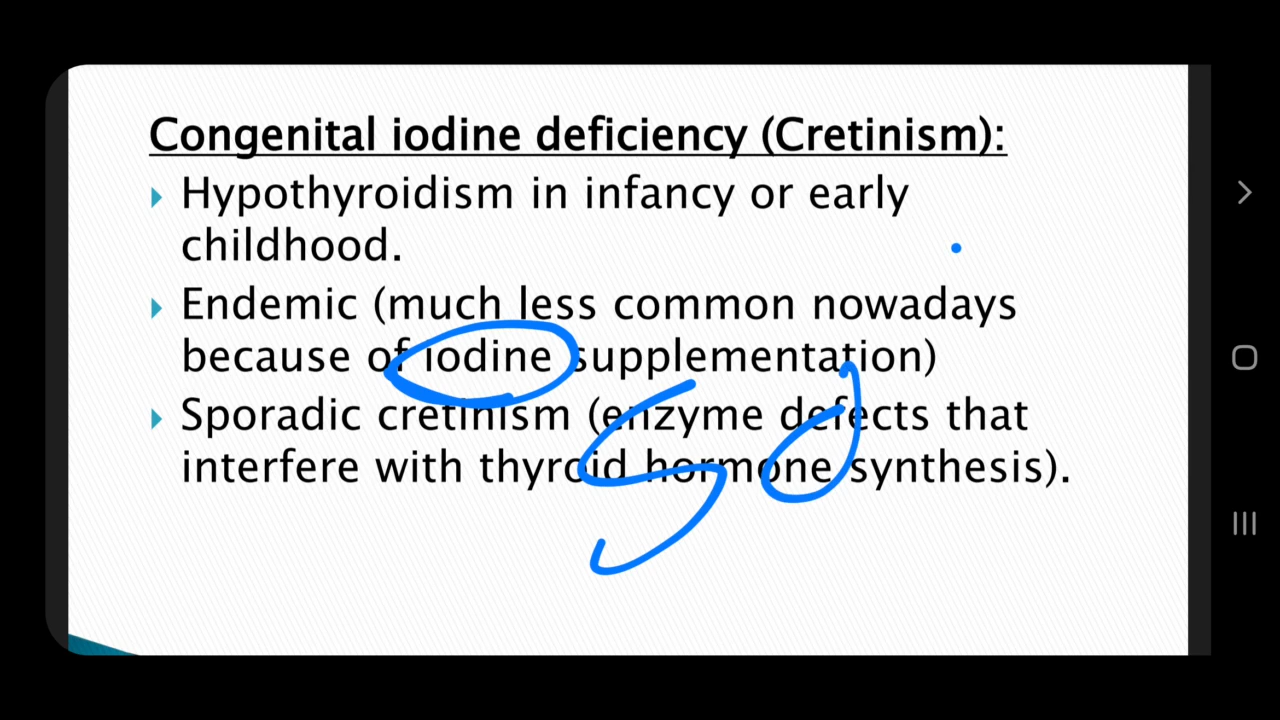 Congenital iodine deficiency (Cretinism):
Hypothyroidism in infancy or early
childhood.
Endemic (much less common nowadays
because of iodine supplementation)
Sporadic cretinism (enzyme defects that
interfere with thyroid hormone synthesis).